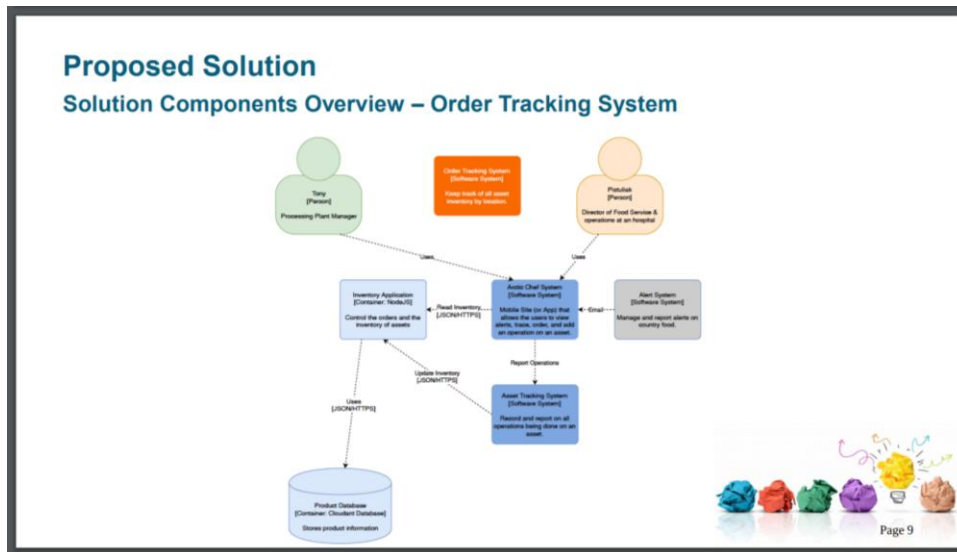 Proposed Solution
Solution Components Overview – Order Tracking System
Tony
[Person]
Processing Plant Manager
Order Tracking System
[Software System]
Keep track of all asset
inventory by location.
Pistullak
[Person]
Director of Food Service &
operations at an hospital
Uses
Uses
Inventory Application
[Container: NodeJS]
Control the orders and the
inventory of assets
Read Inventory
[JSON/HTTPS]
Arctic Chef System
[Software System]
Mobile Site (or App) that
allows the users to view
alerts, trace, order, and add
an operation on an asset.
Email
Alert System
[Software System]
Manage and report alerts on
country food.
Report Operations
Update Inventory
[JSON/HTTPS]
Asset Tracking System
[Software System]
Record and report on all
operations being done on an
asset.
Uses
[JSON/HTTPS]
Product Database
[Container: Cloudant Database]
Stores product information
Page 9